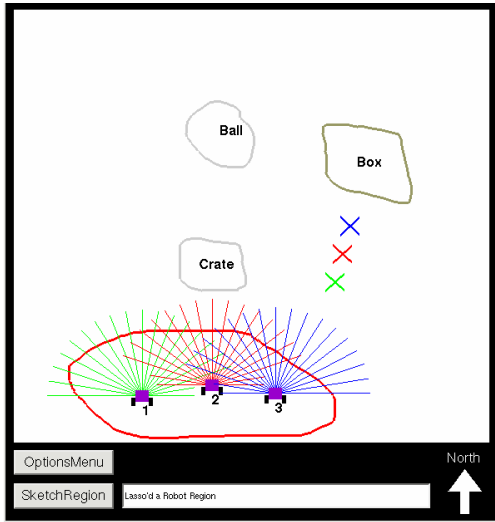 Ball
Box
Crate
1
2
3
OptionsMenu
North
SketchRegion
Lasso'd a Robot Region